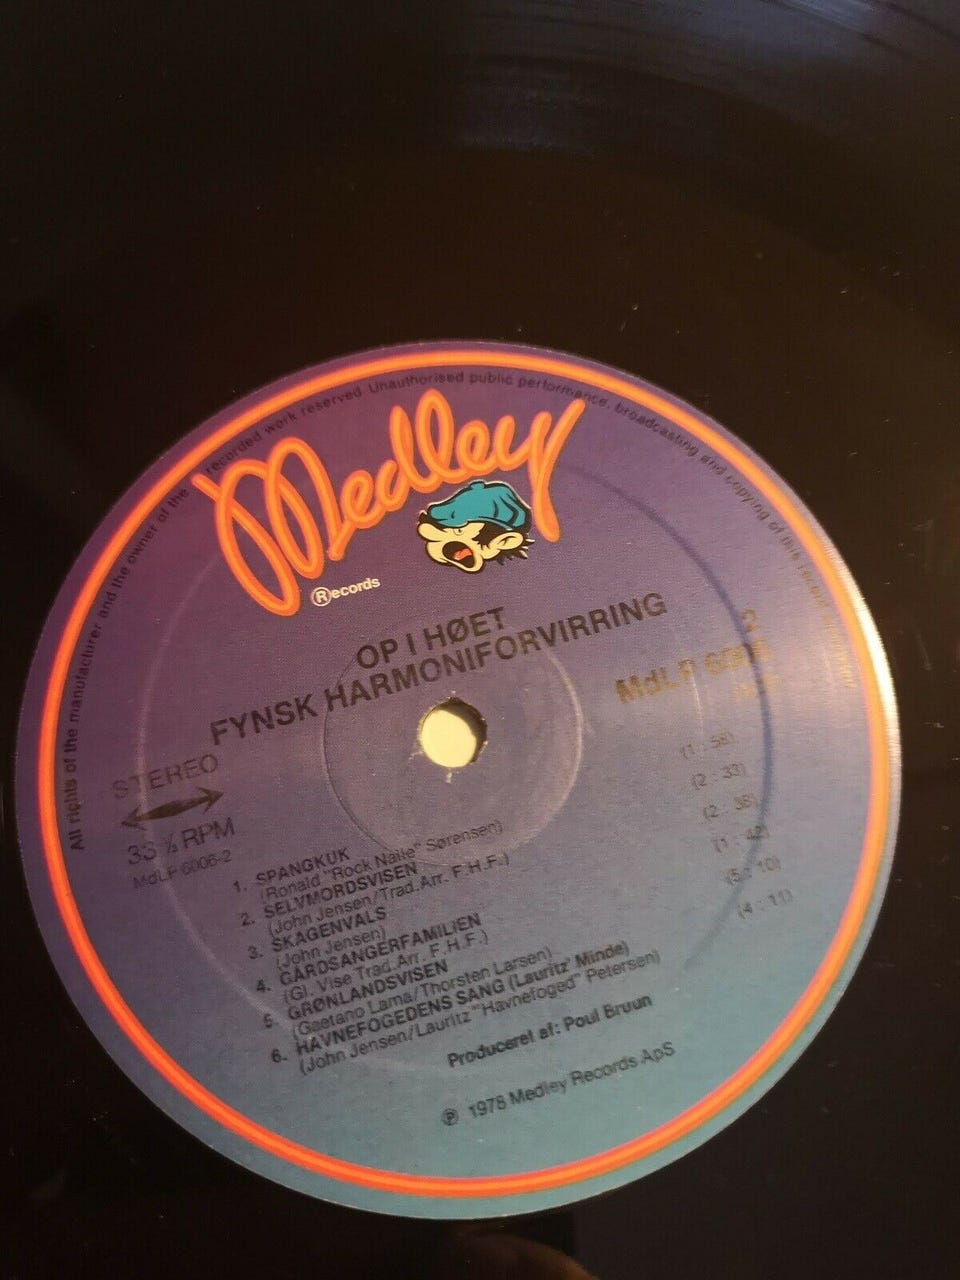 All rights of the manufacturer and the owner of the recorded work reserved. Unauthorised public performance, broadcasting and copying of this record
Medley
Ⓡecords
OP I HØET
FYNSK HARMONIFORVIRRING
2
MdLP 6006
STEREO
33 ⅓ RPM
MdLP 6006-2
1. SPANGKUK (1 : 58)
(Ronald "Rock Nalle" Sørensen)
2. SELVMORDSVISEN (2 : 33)
(John Jensen/Trad. Arr. F.H.F.)
3. SKAGENVALS (2 : 38)
(John Jensen)
4. GÅRDSANGERFAMILIEN (1 : 42)
(Gl. Vise Trad. Arr. F.H.F.)
5. GRØNLANDSVISEN (5 : 10)
(Gaetano Lama/Thorsten Larsen)
6. HAVNEFOGEDENS SANG (Lauritz' Minde) (4 : 11)
(John Jensen/Lauritz "Havnefoged" Petersen)
Produceret af: Poul Bruun
Ⓟ 1978 Medley Records ApS